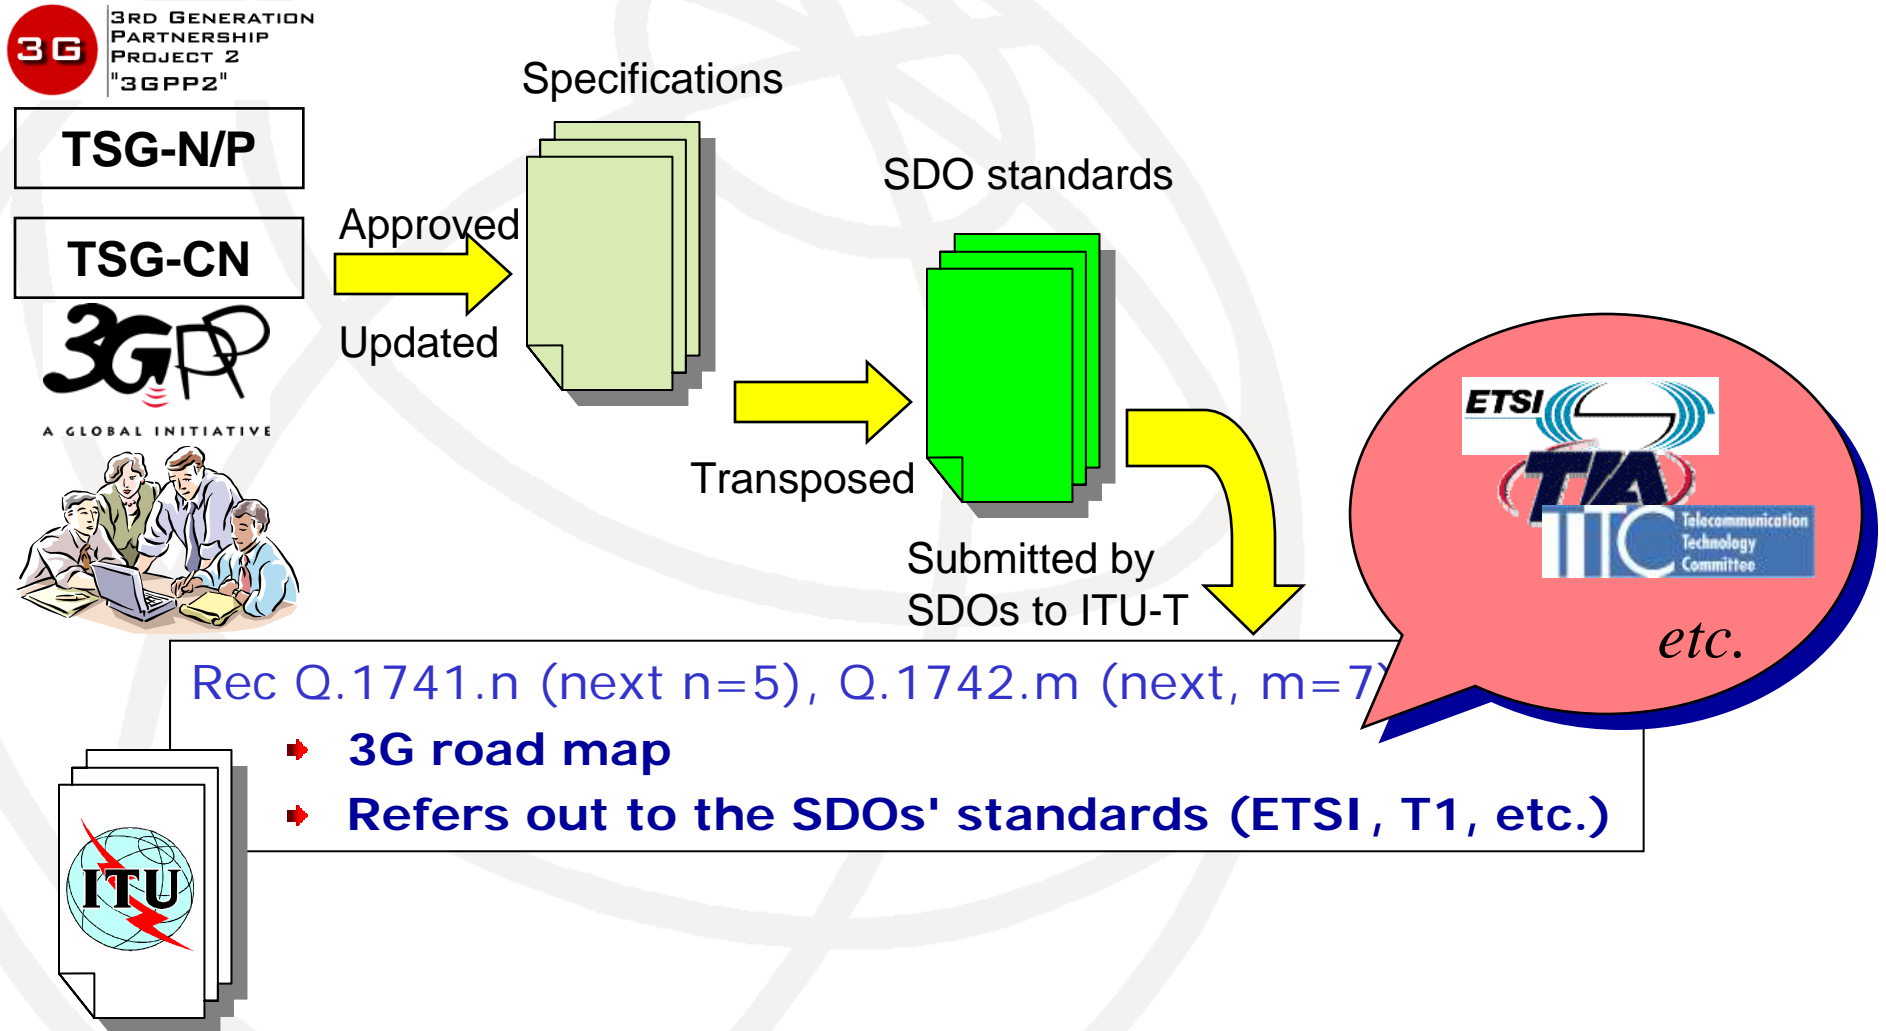 3G
3RD GENERATION
PARTNERSHIP
PROJECT 2
"3GPP2"
TSG-N/P
TSG-CN
3GPP
A GLOBAL INITIATIVE
Approved
Updated
Specifications
Transposed
SDO standards
Submitted by
SDOs to ITU-T
ETSI
TIA
TTC
Telecommunication
Technology
Committee
etc.
Rec Q.1741.n (next n=5), Q.1742.m (next, m=7)
3G road map
Refers out to the SDOs' standards (ETSI, T1, etc.)
ITU